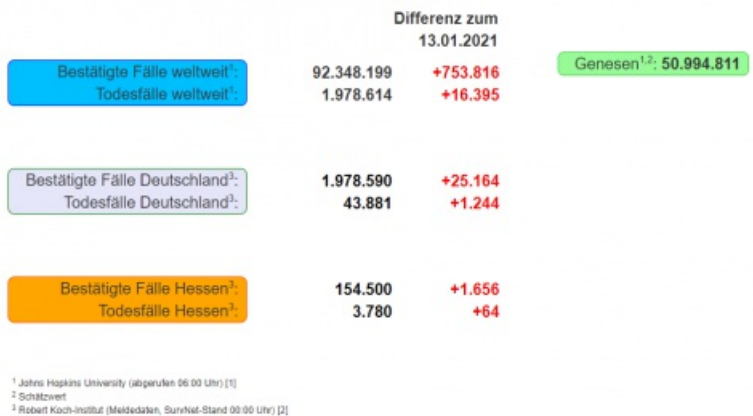 Differenz zum
13.01.2021
Bestätigte Fälle weltweit¹: 92.348.199 +753.816 Genesen¹,²: 50.994.811
Todesfälle weltweit¹: 1.978.614 +16.395
Bestätigte Fälle Deutschland³: 1.978.590 +25.164
Todesfälle Deutschland³: 43.881 +1.244
Bestätigte Fälle Hessen³: 154.500 +1.656
Todesfälle Hessen³: 3.780 +64
¹ Johns Hopkins University (abgerufen 06:00 Uhr) [1]
² Schätzwert
³ Robert Koch-Institut (Meldedaten, SurvNet-Stand 00:00 Uhr) [2]